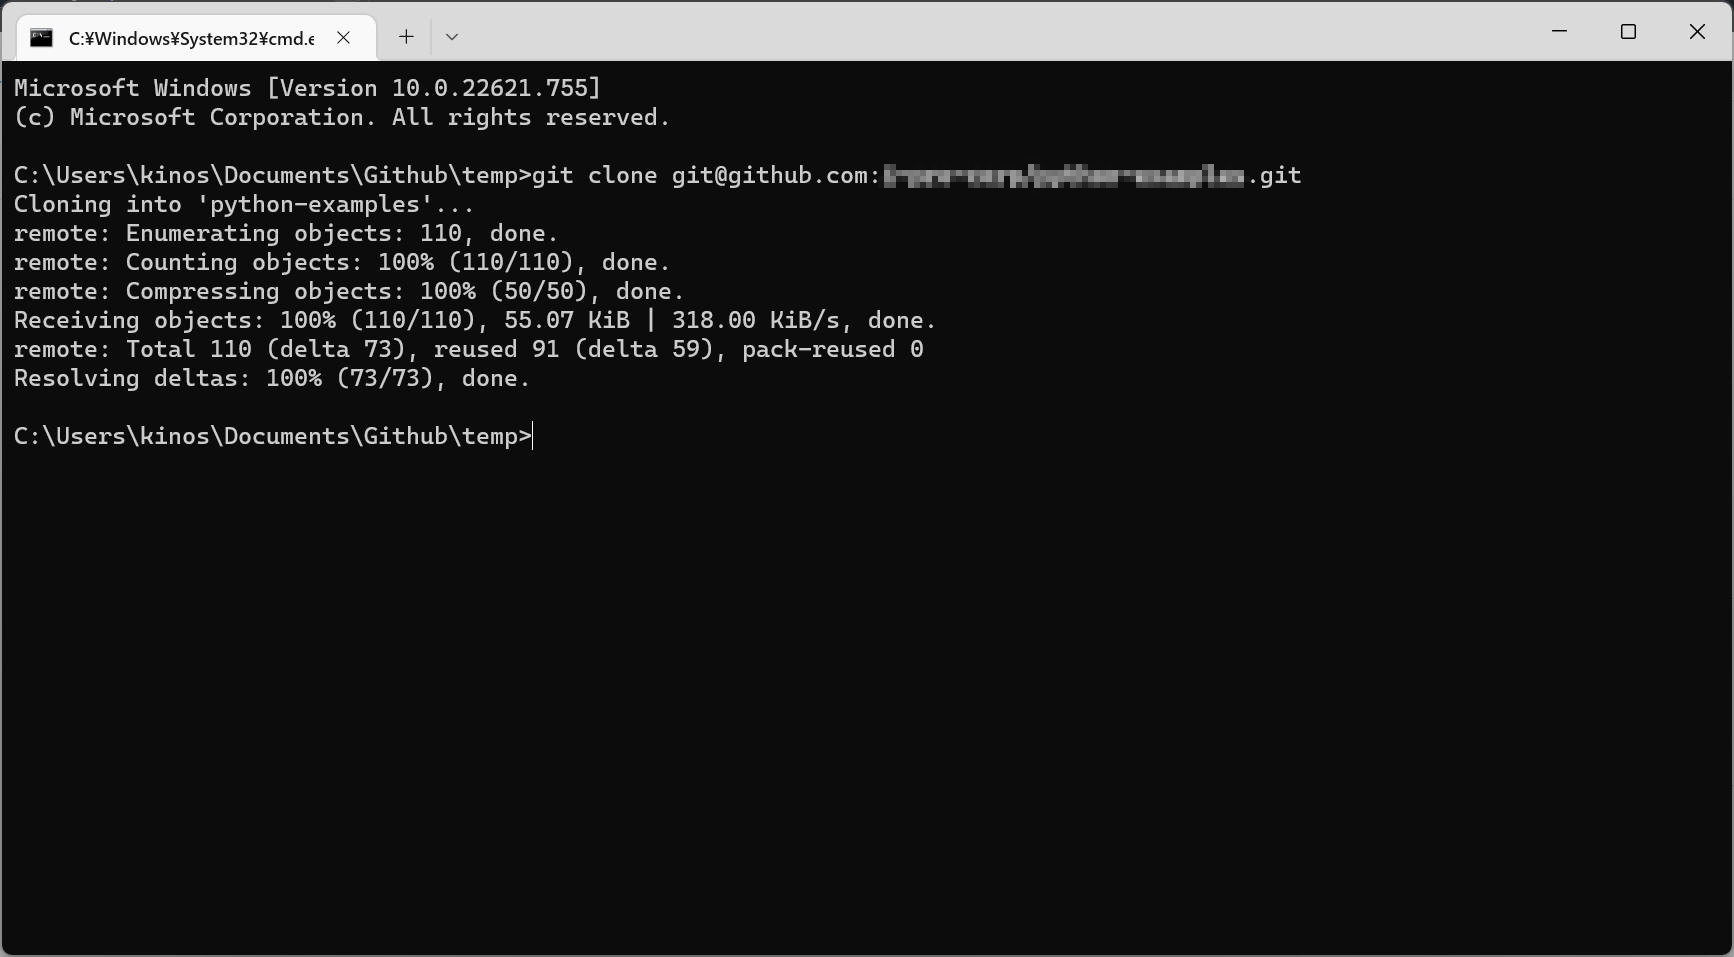 C:¥Windows¥System32¥cmd.e
Microsoft Windows [Version 10.0.22621.755]
(c) Microsoft Corporation. All rights reserved.
C:\Users\kinos\Documents\Github\temp>git clone git@github.com: .git
Cloning into 'python-examples'...
remote: Enumerating objects: 110, done.
remote: Counting objects: 100% (110/110), done.
remote: Compressing objects: 100% (50/50), done.
Receiving objects: 100% (110/110), 55.07 KiB | 318.00 KiB/s, done.
remote: Total 110 (delta 73), reused 91 (delta 59), pack-reused 0
Resolving deltas: 100% (73/73), done.
C:\Users\kinos\Documents\Github\temp>